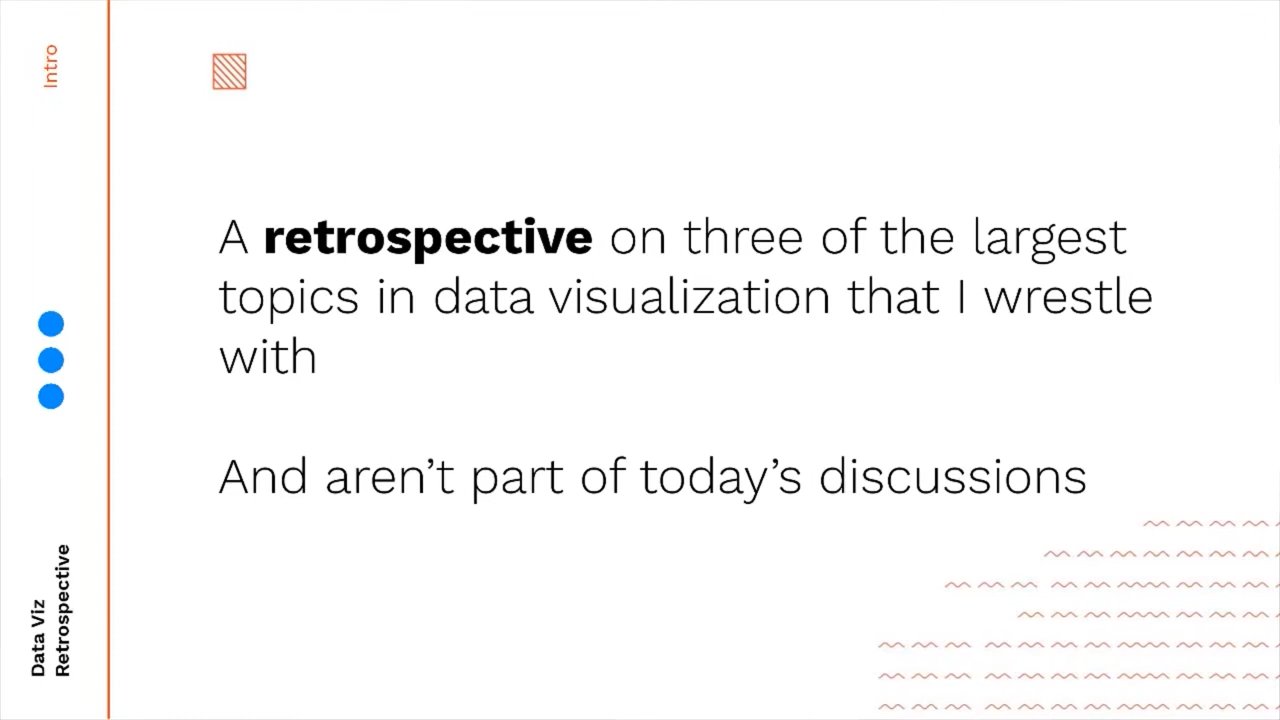 Intro
A retrospective on three of the largest
topics in data visualization that I wrestle
with
And aren’t part of today’s discussions
Data Viz
Retrospective